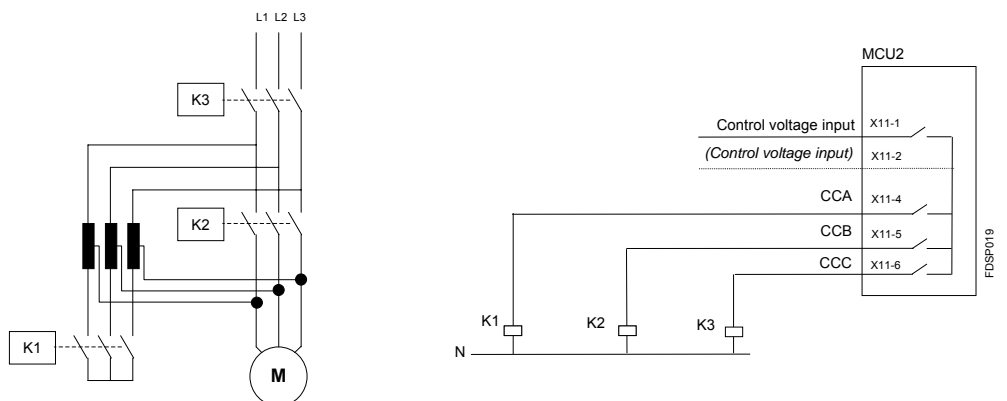 L1 L2 L3
K3
K2
K1
M
MCU2
Control voltage input X11-1
(Control voltage input) X11-2
CCA X11-4
CCB X11-5
CCC X11-6
K1 K2 K3
N
FDSP019